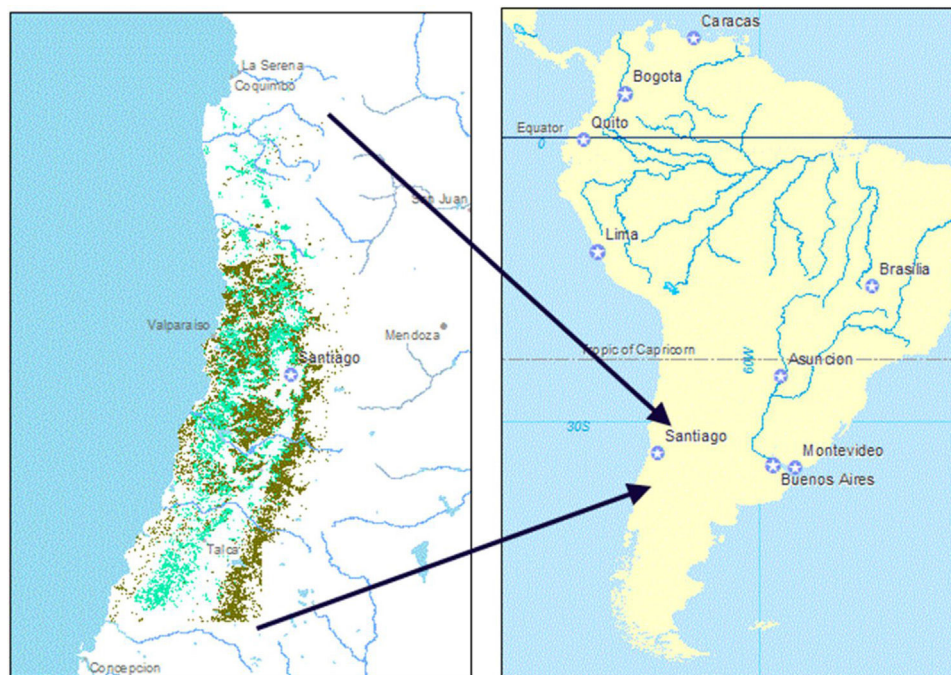 La Serena
Coquimbo
San Juan
Valparaiso
Mendoza
Santiago
Talca
Concepcion
Caracas
Bogota
Equator
0
Quito
Lima
Brasilia
Tropic of Capricorn
60W
Asuncion
30S
Santiago
Montevideo
Buenos Aires